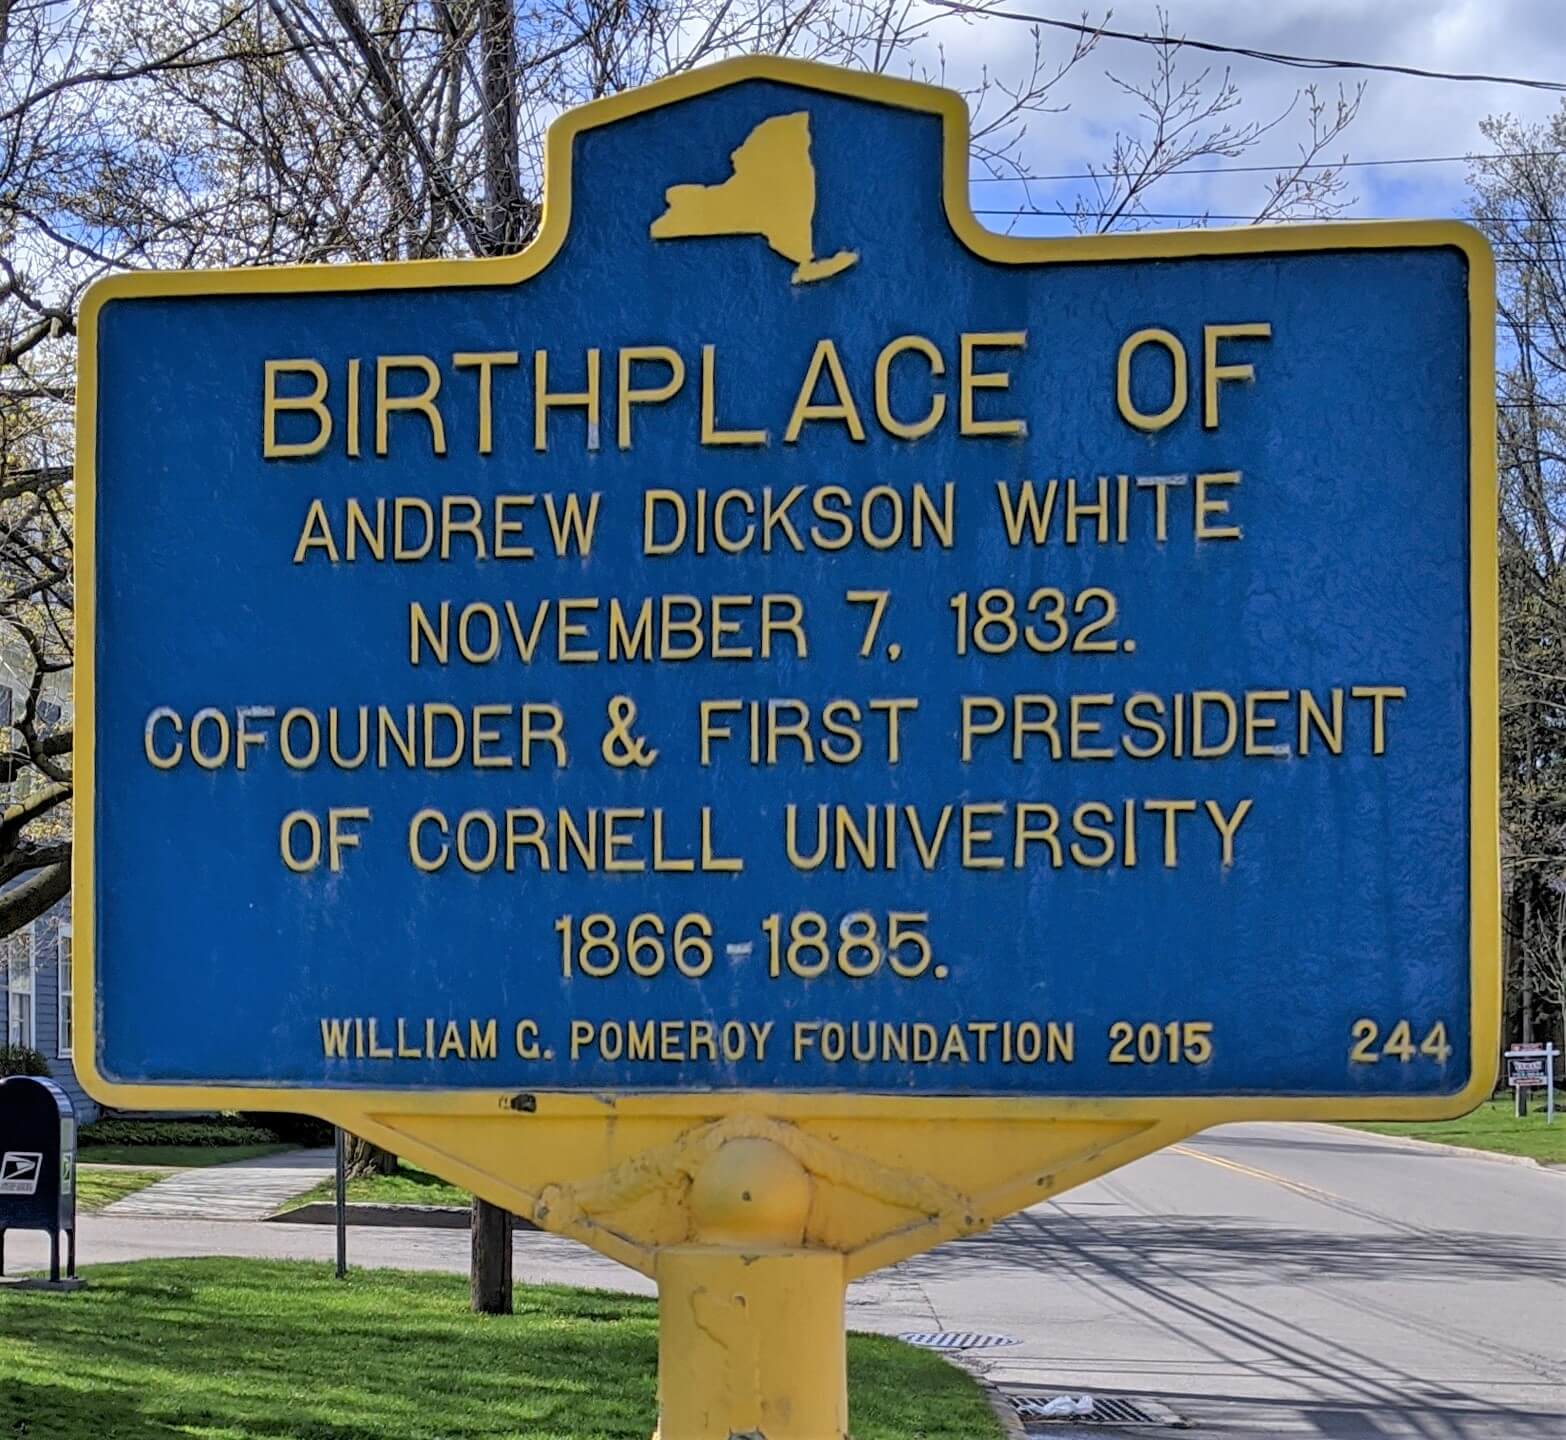 BIRTHPLACE OF
ANDREW DICKSON WHITE
NOVEMBER 7, 1832.
COFOUNDER & FIRST PRESIDENT
OF CORNELL UNIVERSITY
1866-1885.
WILLIAM G. POMEROY FOUNDATION 2015 244